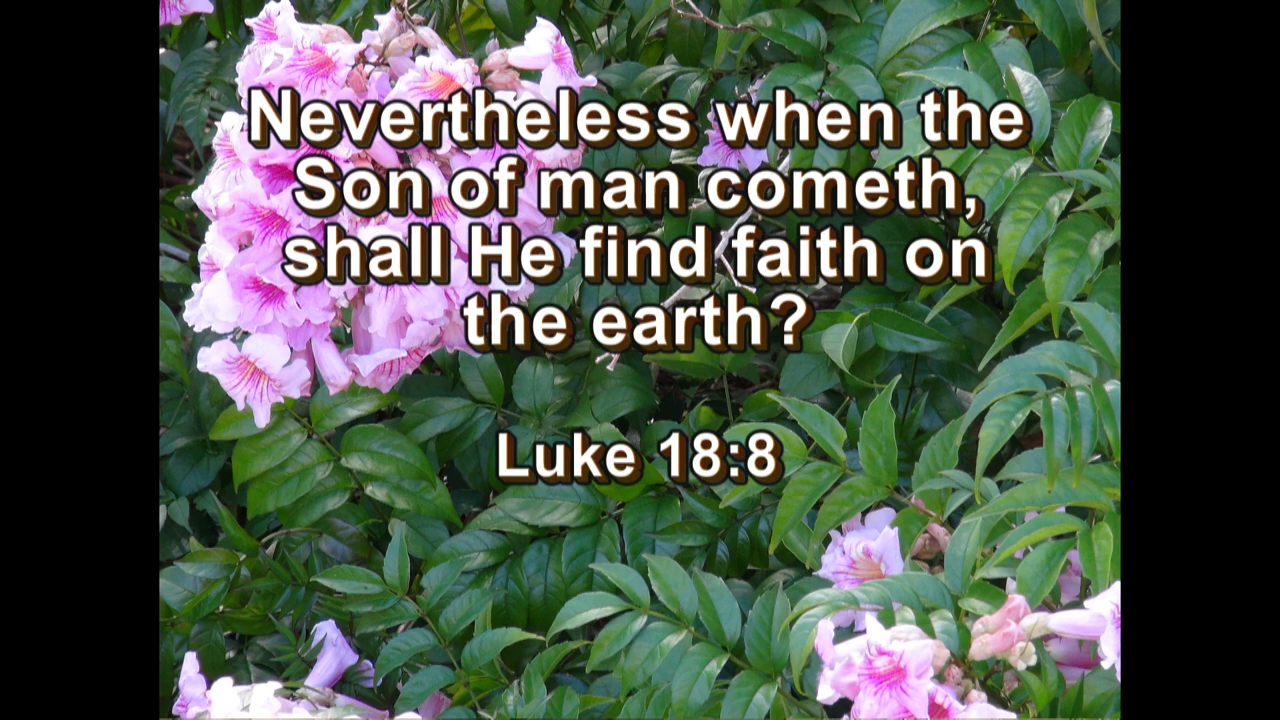 Nevertheless when the
Son of man cometh,
shall He find faith on
the earth?
Luke 18:8